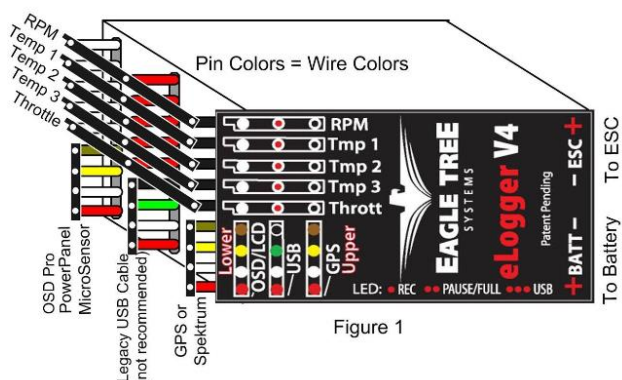 RPM
Temp 1
Temp 2
Temp 3
Throttle
Pin Colors = Wire Colors
RPM
Tmp 1
Tmp 2
Tmp 3
Thrott
Lower
OSD/LCD
USB
GPS
Upper
EAGLE TREE
SYSTEMS
eLogger V4
Patent Pending
+BATT- -ESC+
LED: REC PAUSE/FULL USB
To ESC
To Battery
OSD Pro
PowerPanel
MicroSensor
Legacy USB Cable
(not recommended)
GPS or
Spektrum
Figure 1